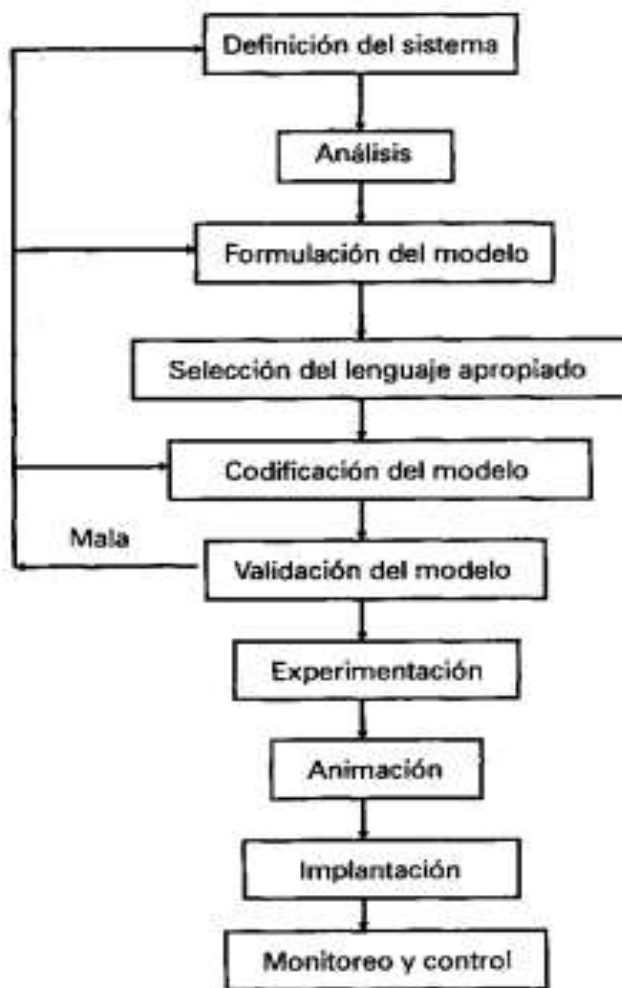 Definición del sistema
Análisis
Formulación del modelo
Selección del lenguaje apropiado
Codificación del modelo
Mala
Validación del modelo
Experimentación
Animación
Implantación
Monitoreo y control